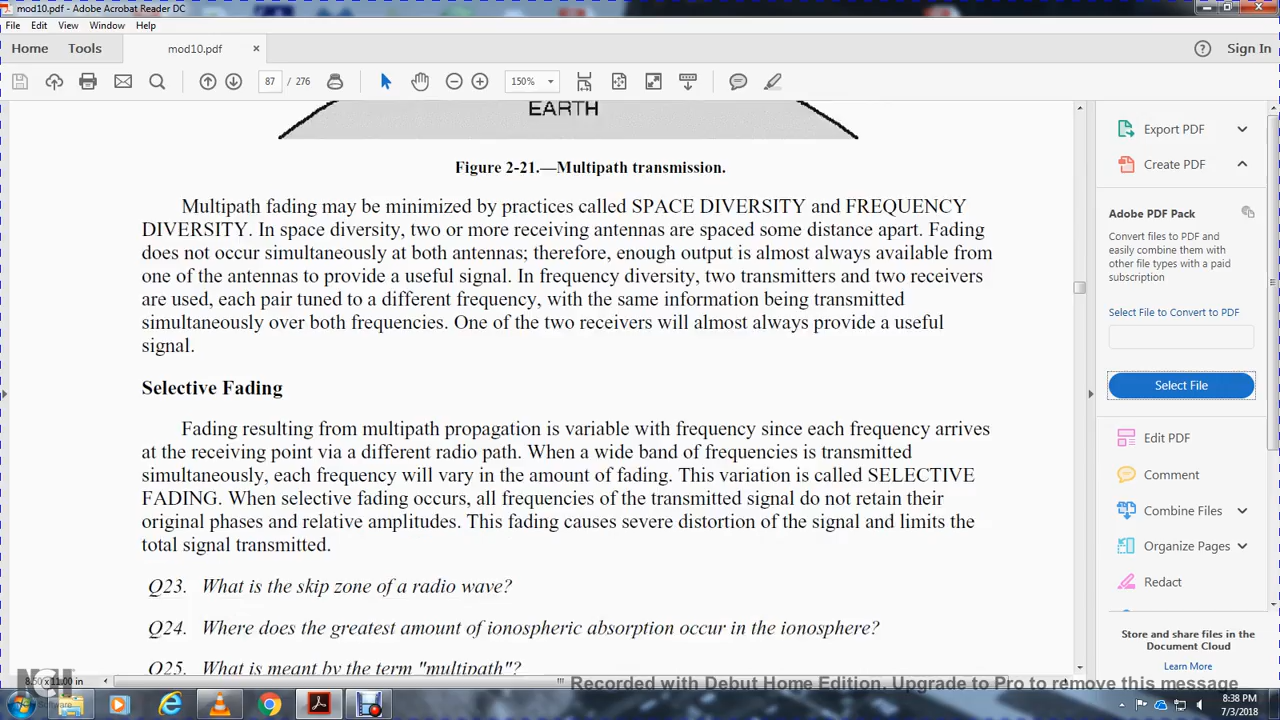 mod10.pdf - Adobe Acrobat Reader DC
File Edit View Window Help
Home Tools mod10.pdf × Sign In
87 / 276 150%
EARTH
Figure 2-21.—Multipath transmission.
Multipath fading may be minimized by practices called SPACE DIVERSITY and FREQUENCY
DIVERSITY. In space diversity, two or more receiving antennas are spaced some distance apart. Fading
does not occur simultaneously at both antennas; therefore, enough output is almost always available from
one of the antennas to provide a useful signal. In frequency diversity, two transmitters and two receivers
are used, each pair tuned to a different frequency, with the same information being transmitted
simultaneously over both frequencies. One of the two receivers will almost always provide a useful
signal.
Selective Fading
Fading resulting from multipath propagation is variable with frequency since each frequency arrives
at the receiving point via a different radio path. When a wide band of frequencies is transmitted
simultaneously, each frequency will vary in the amount of fading. This variation is called SELECTIVE
FADING. When selective fading occurs, all frequencies of the transmitted signal do not retain their
original phases and relative amplitudes. This fading causes severe distortion of the signal and limits the
total signal transmitted.
Q23. What is the skip zone of a radio wave?
Q24. Where does the greatest amount of ionospheric absorption occur in the ionosphere?
Q25. What is meant by the term "multipath"?
8.50 x 11.00 in
Export PDF
Create PDF
Adobe PDF Pack
Convert files to PDF and
easily combine them with
other file types with a paid
subscription
Select File to Convert to PDF
Select File
Edit PDF
Comment
Combine Files
Organize Pages
Redact
Store and share files in the
Document Cloud
Learn More
Recorded with Debut Home Edition. Upgrade to Pro to remove this message
8:38 PM
7/3/2018